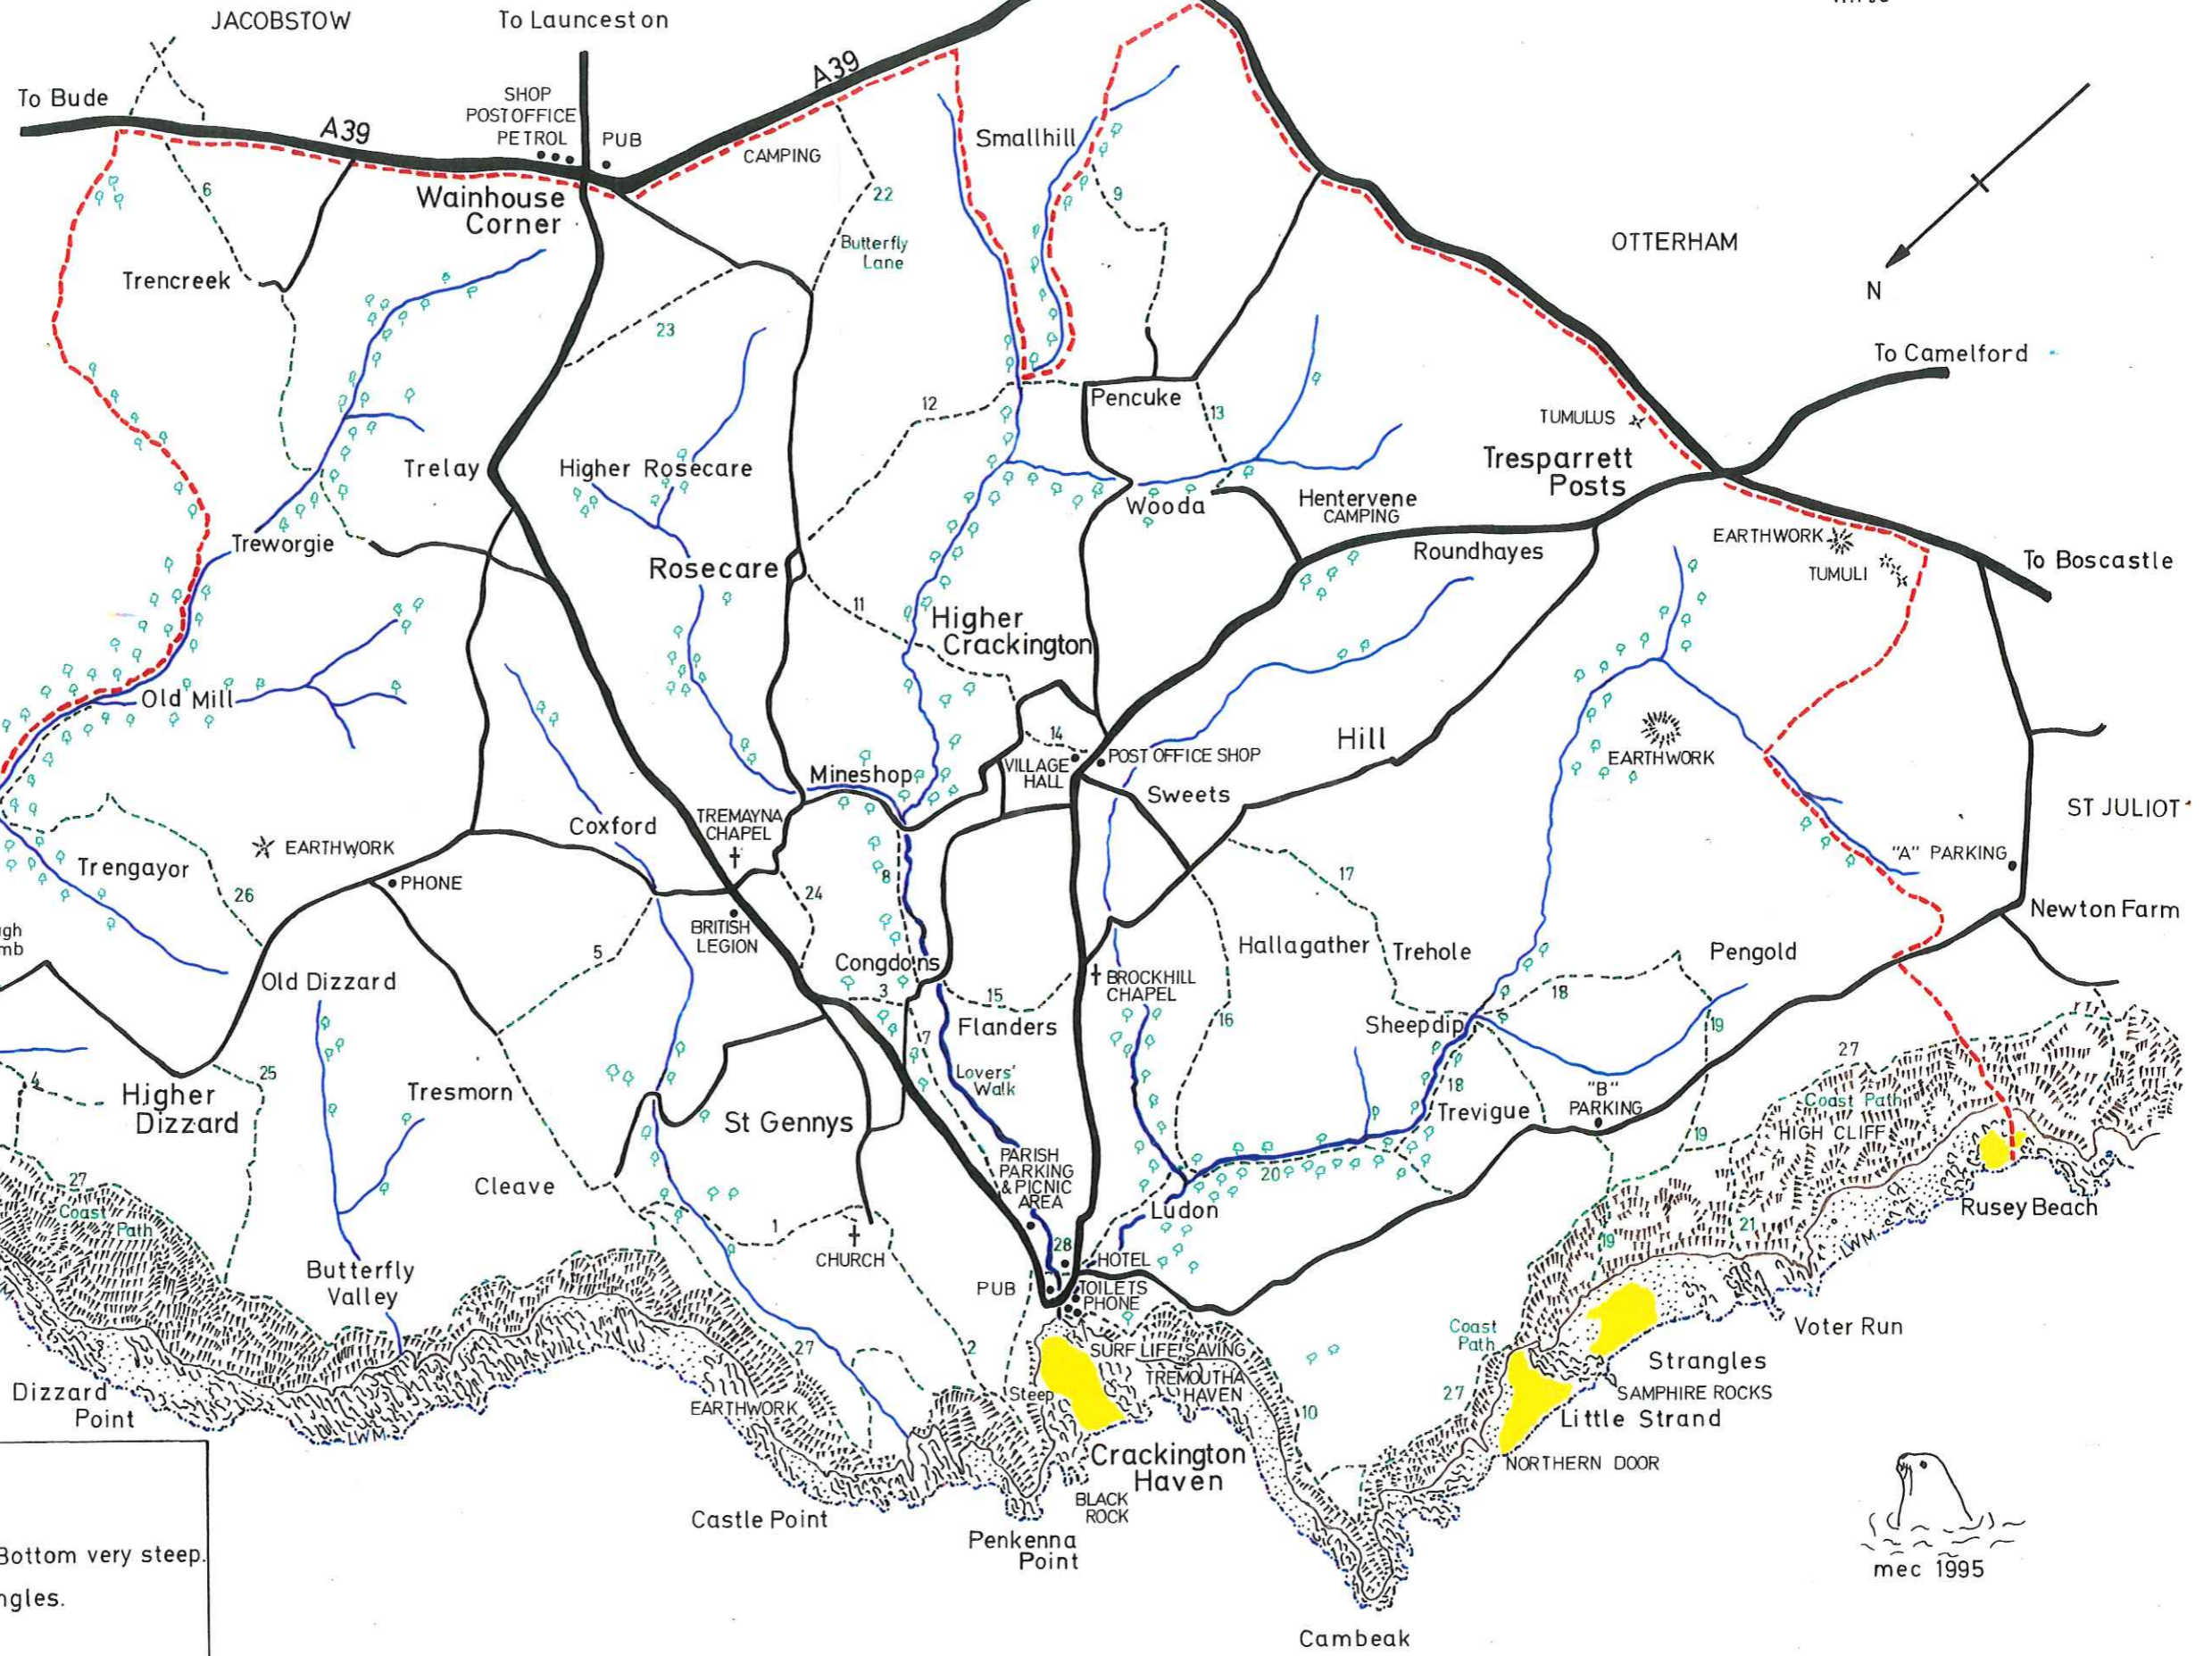 JACOBSTOW
To Launceston
To Bude
A39
SHOP
POST OFFICE
PETROL
PUB
A39
CAMPING
Wainhouse
Corner
6
22
Butterfly
Lane
Smallhill
9
OTTERHAM
N
Trencreek
23
To Camelford
12
Pencuke
13
TUMULUS
Trelay
Higher Rosecare
Tresparrett
Posts
Wooda
Hentervene
CAMPING
Treworgie
Rosecare
Roundhayes
EARTHWORK
TUMULI
To Boscastle
11
Higher
Crackington
Old Mill
14
VILLAGE
HALL
POST OFFICE SHOP
Hill
EARTHWORK
Mineshop
Sweets
ST JULIOT
TREMAYNA
CHAPEL
Coxford
EARTHWORK
Trengayor
PHONE
26
24
8
17
"A" PARKING
Newton Farm
BRITISH
LEGION
5
Congdons
3
15
BROCKHILL
CHAPEL
Hallagather
Trehole
Pengold
18
Old Dizzard
Flanders
16
Sheepdip
19
7
Lovers'
Walk
27
4
25
Higher
Dizzard
Tresmorn
St Gennys
18
Trevigue
"B"
PARKING
Coast Path
HIGH CLIFF
19
PARISH
PARKING
& PICNIC
AREA
20
27
Coast
Path
Cleave
Ludon
Rusey Beach
1
CHURCH
28
HOTEL
21
19
LWM
Butterfly
Valley
PUB
TOILETS
PHONE
27
2
SURF LIFE SAVING
TREMOUTHA
HAVEN
Coast
Path
Voter Run
Strangles
SAMPHIRE ROCKS
Steep
Dizzard
Point
EARTHWORK
27
Little Strand
10
LWM
Crackington
Haven
NORTHERN DOOR
BLACK
ROCK
Castle Point
Penkenna
Point
Bottom very steep.
mec 1995
Cambeak